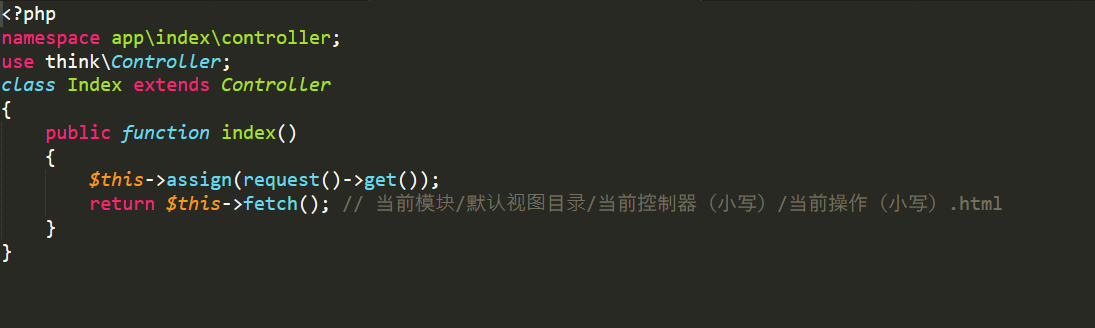 <?php
namespace app\index\controller;
use think\Controller;
class Index extends Controller
{
    public function index()
    {
        $this->assign(request()->get());
        return $this->fetch(); // 当前模块/默认视图目录/当前控制器（小写）/当前操作（小写）.html
    }
}